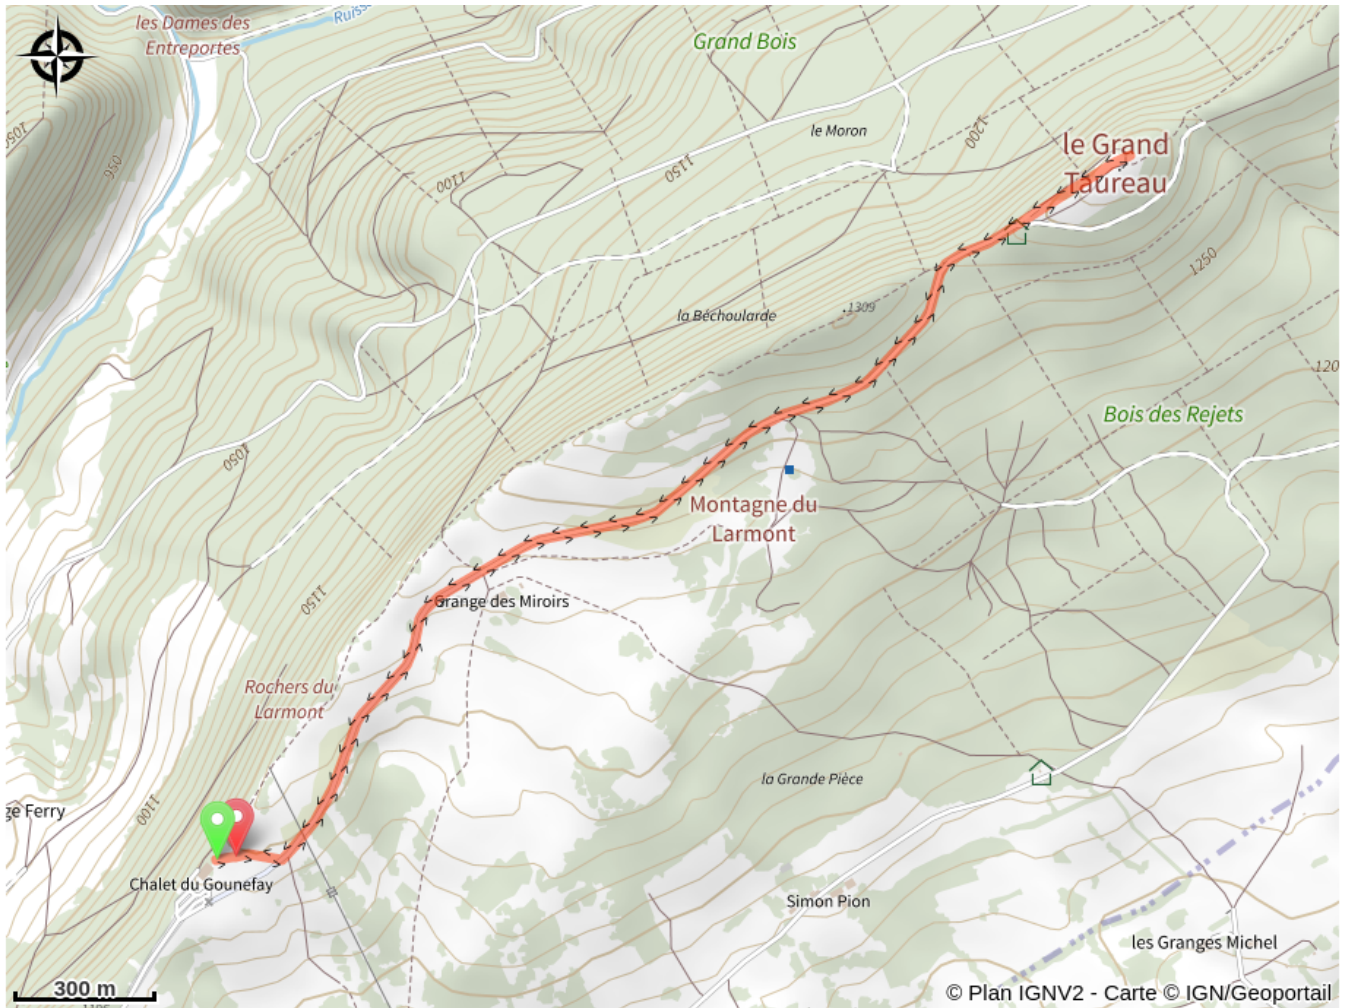 les Dames des
Entreportes
Ruiss
Grand Bois
1050
950
le Moron
1200
le Grand
Taureau
1150
1100
1250
la Béchoularde
.1309
120
Bois des Rejets
1050
Montagne du
Larmont
1150
Grange des Miroirs
Rochers du
Larmont
la Grande Pièce
1100
ge Ferry
Chalet du Gounefay
Simon Pion
les Granges Michel
300 m
© Plan IGNV2 - Carte © IGN/Geoportail